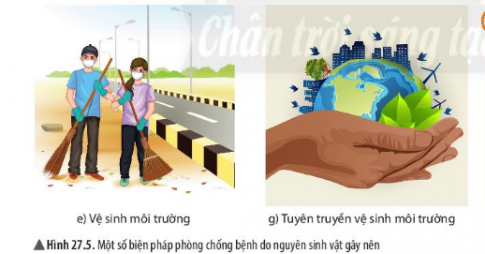 Chân trời sáng tạ
e) Vệ sinh môi trường
g) Tuyên truyền vệ sinh môi trường
▲ Hình 27.5. Một số biện pháp phòng chống bệnh do nguyên sinh vật gây nên